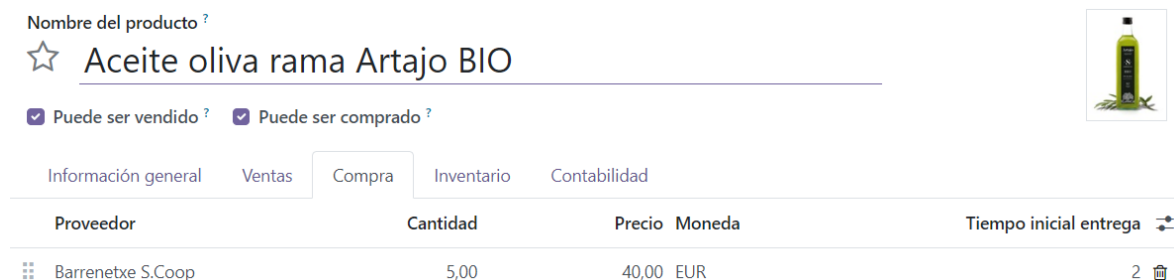 Nombre del producto ?
Aceite oliva rama Artajo BIO
Puede ser vendido ? Puede ser comprado ?
Información general Ventas Compra Inventario Contabilidad
Proveedor Cantidad Precio Moneda Tiempo inicial entrega
Barrenetxe S.Coop 5,00 40,00 EUR 2